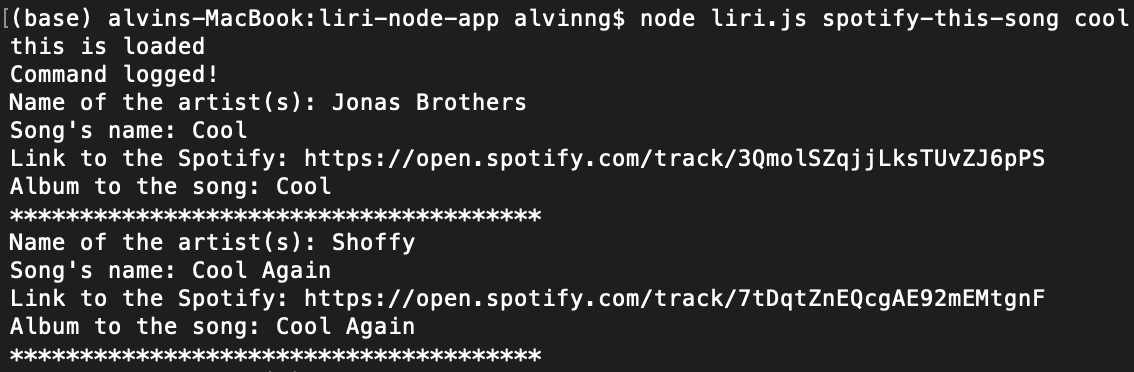 [(base) alvins-MacBook:liri-node-app alvinng$ node liri.js spotify-this-song cool
this is loaded
Command logged!
Name of the artist(s): Jonas Brothers
Song's name: Cool
Link to the Spotify: https://open.spotify.com/track/3QmolSZqjjLksTUvZJ6pPS
Album to the song: Cool
**************************************
Name of the artist(s): Shoffy
Song's name: Cool Again
Link to the Spotify: https://open.spotify.com/track/7tDqtZnEQcgAE92mEMtgnF
Album to the song: Cool Again
**************************************